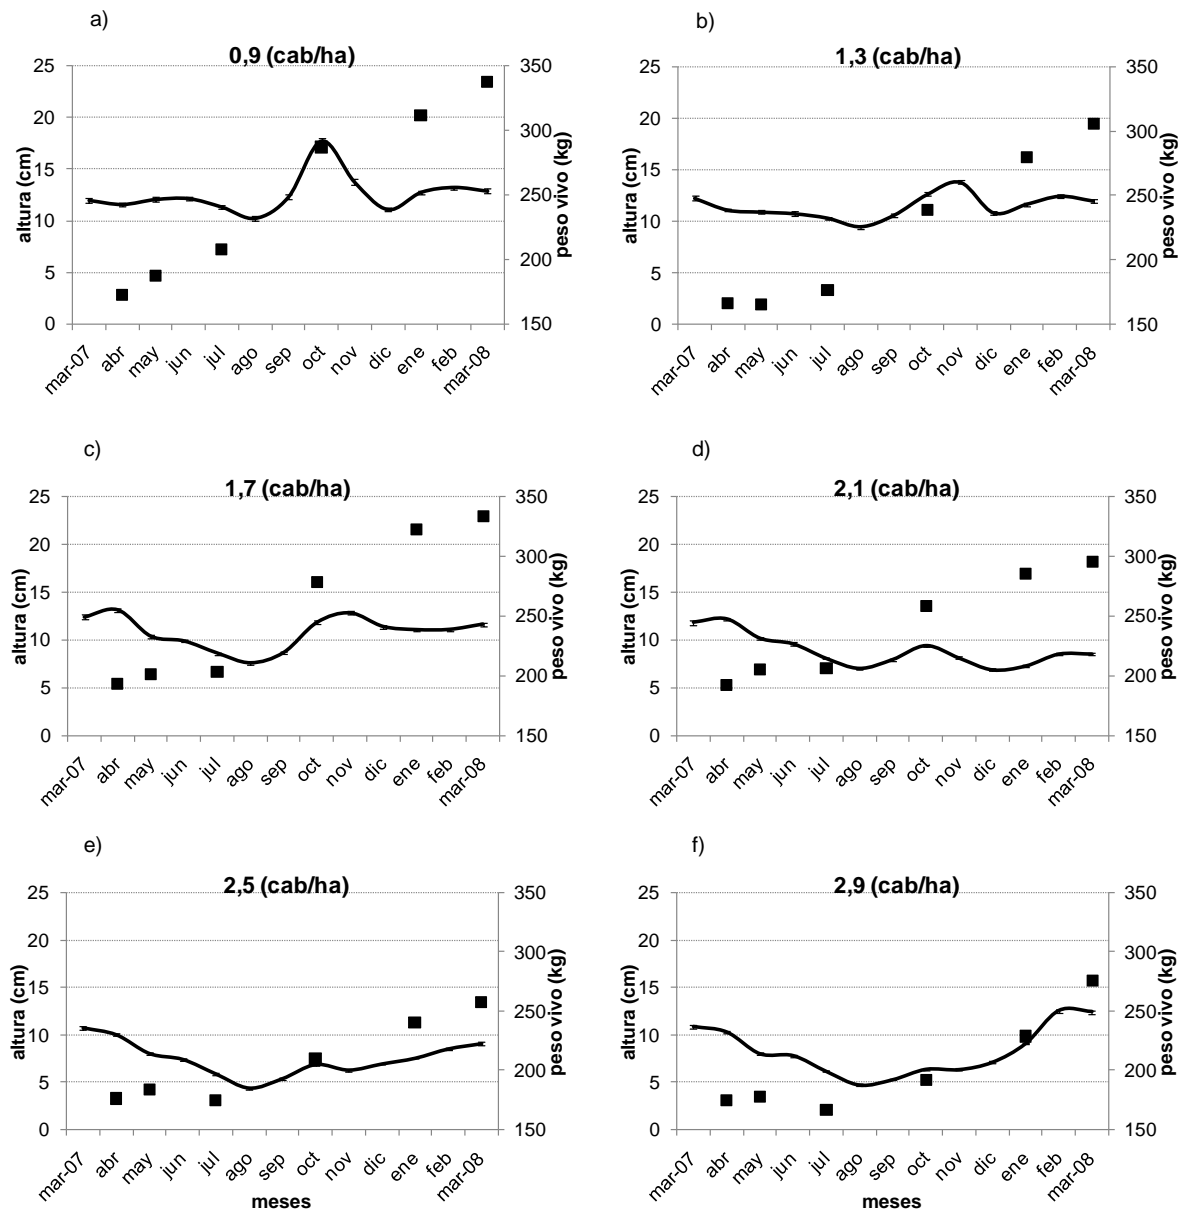 a)
0,9 (cab/ha)
altura (cm)
25
20
15
10
5
0
350
300
250
200
150
peso vivo (kg)
mar-07 abr may jun jul ago sep oct nov dic ene feb mar-08
b)
1,3 (cab/ha)
altura (cm)
25
20
15
10
5
0
350
300
250
200
150
peso vivo (kg)
mar-07 abr may jun jul ago sep oct nov dic ene feb mar-08
c)
1,7 (cab/ha)
altura (cm)
25
20
15
10
5
0
350
300
250
200
150
peso vivo (kg)
mar-07 abr may jun jul ago sep oct nov dic ene feb mar-08
d)
2,1 (cab/ha)
altura (cm)
25
20
15
10
5
0
350
300
250
200
150
peso vivo (kg)
mar-07 abr may jun jul ago sep oct nov dic ene feb mar-08
e)
2,5 (cab/ha)
altura (cm)
25
20
15
10
5
0
350
300
250
200
150
peso vivo (kg)
mar-07 abr may jun jul ago sep oct nov dic ene feb mar-08
meses
f)
2,9 (cab/ha)
altura (cm)
25
20
15
10
5
0
350
300
250
200
150
peso vivo (kg)
mar-07 abr may jun jul ago sep oct nov dic ene feb mar-08
meses